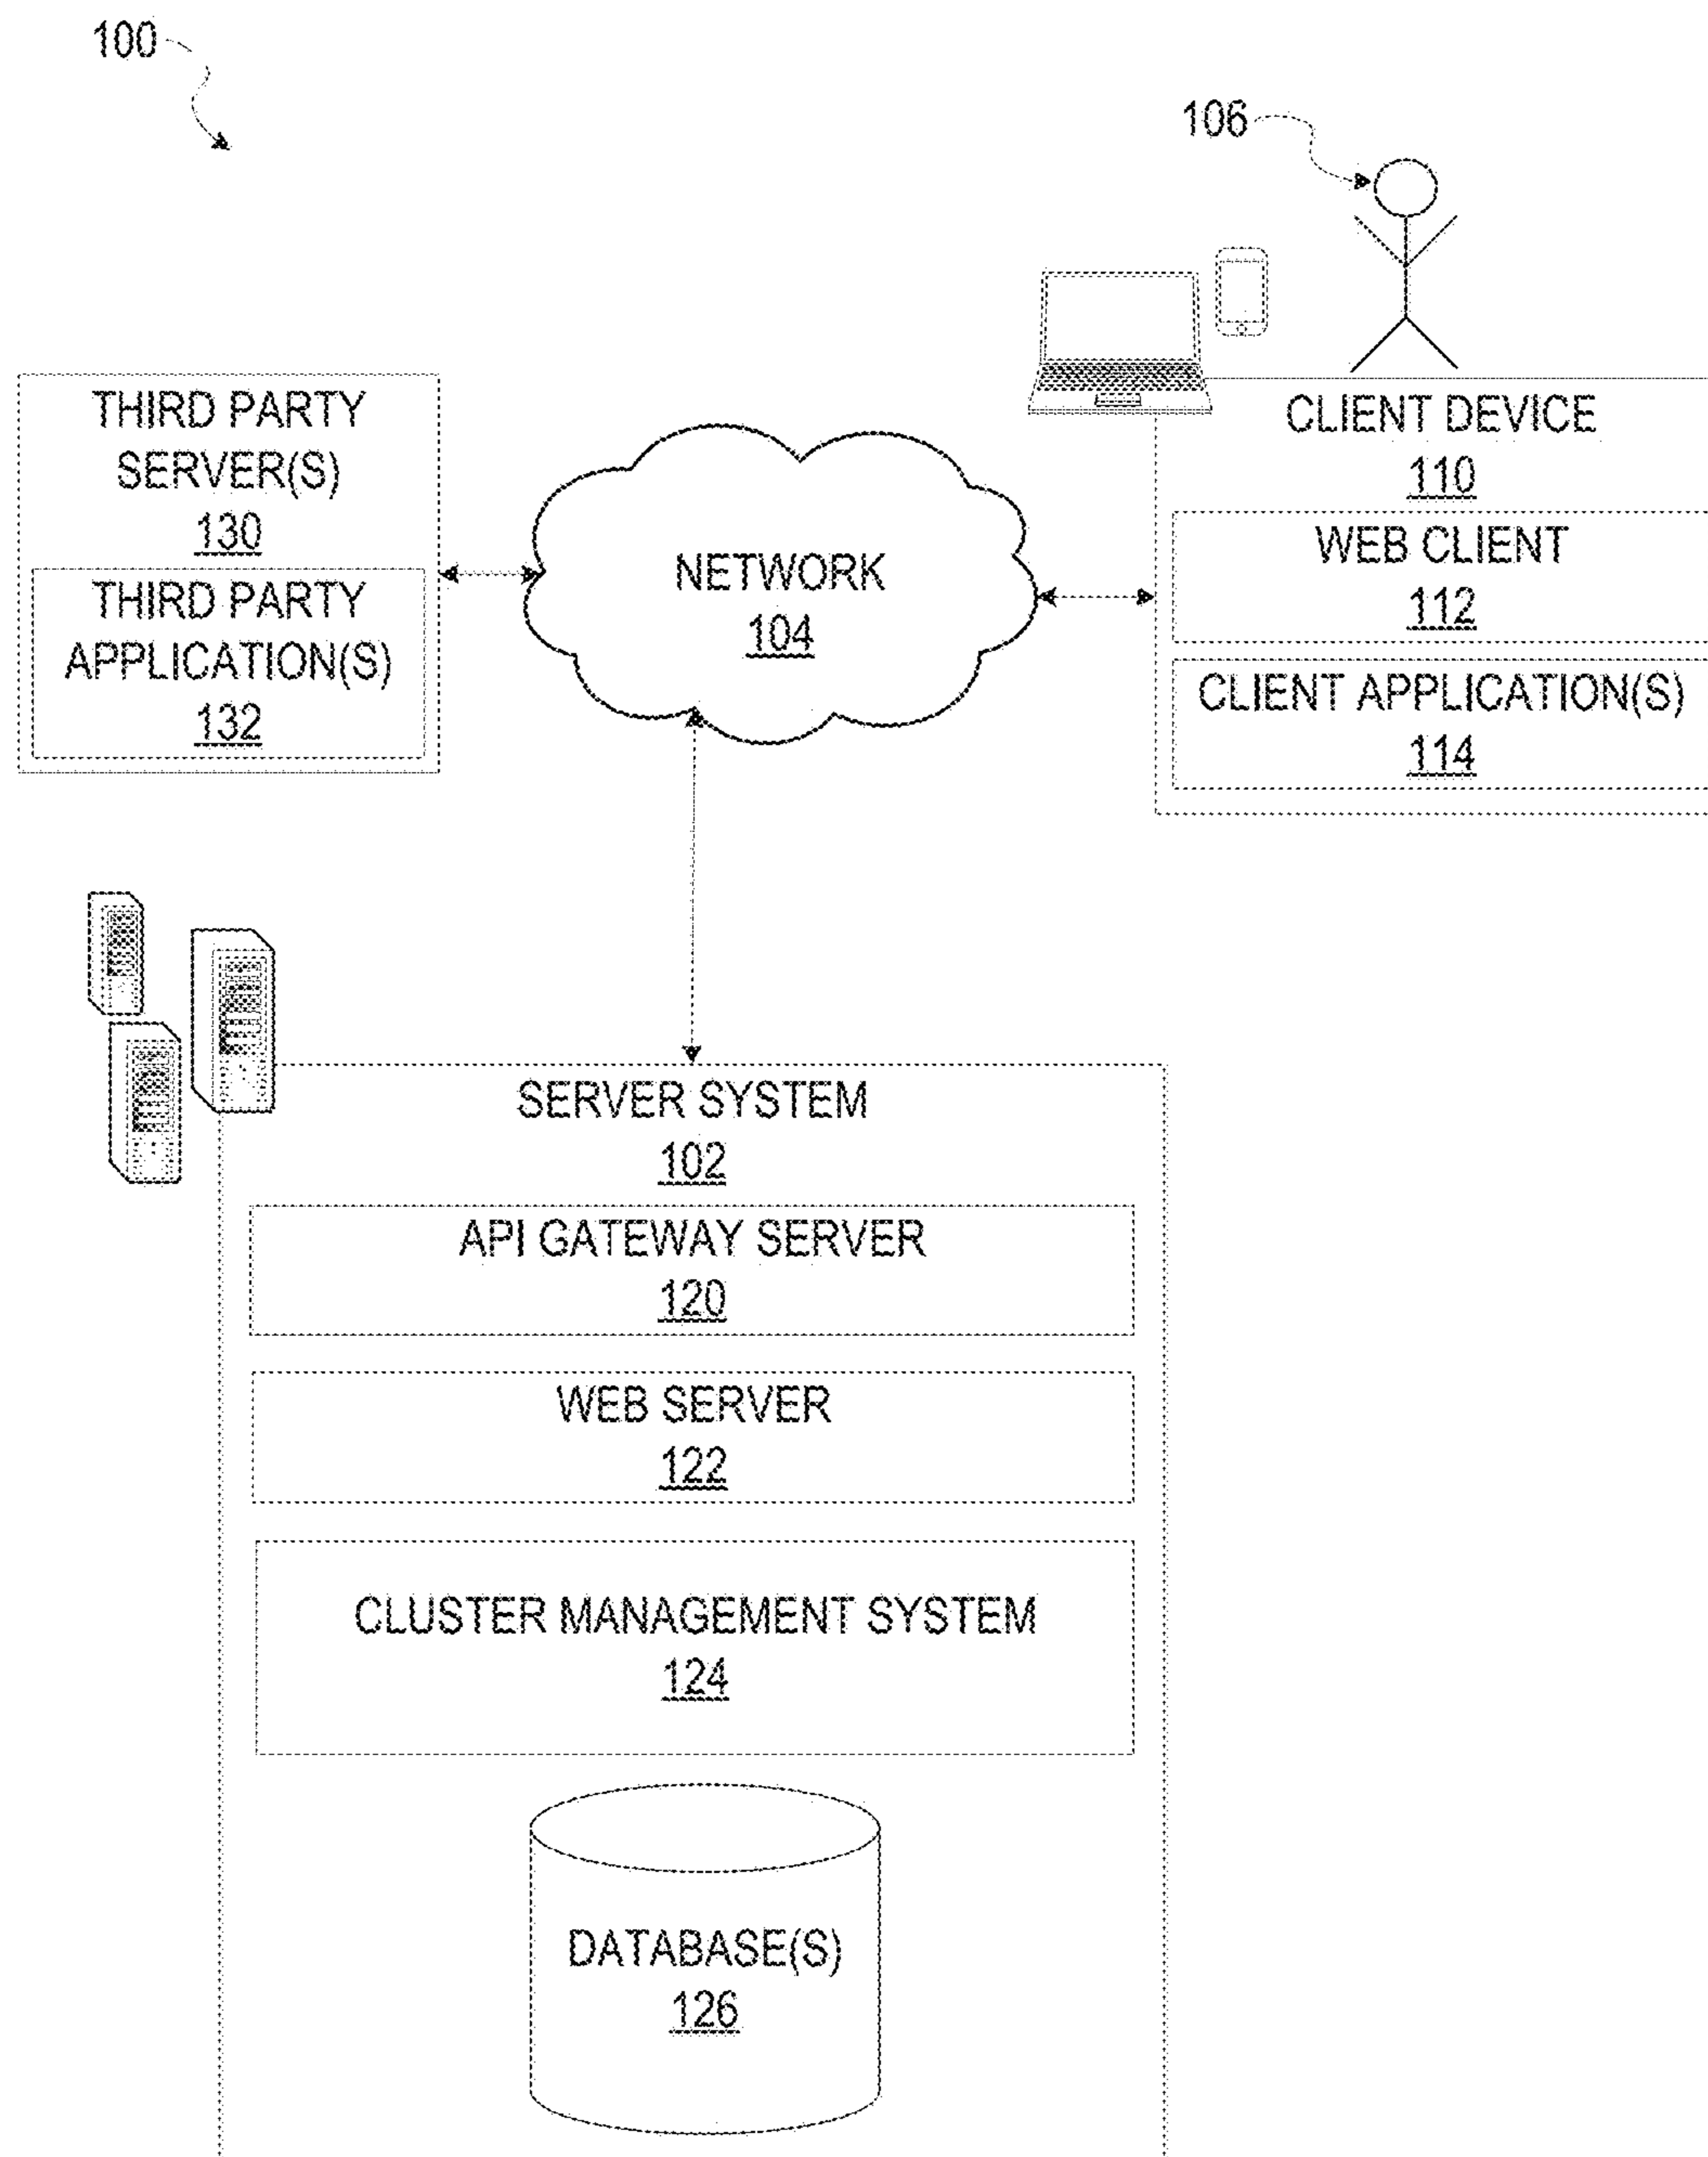 100
106
THIRD PARTY
SERVER(S)
130
THIRD PARTY
APPLICATION(S)
132
NETWORK
104
CLIENT DEVICE
110
WEB CLIENT
112
CLIENT APPLICATION(S)
114
SERVER SYSTEM
102
API GATEWAY SERVER
120
WEB SERVER
122
CLUSTER MANAGEMENT SYSTEM
124
DATABASE(S)
126